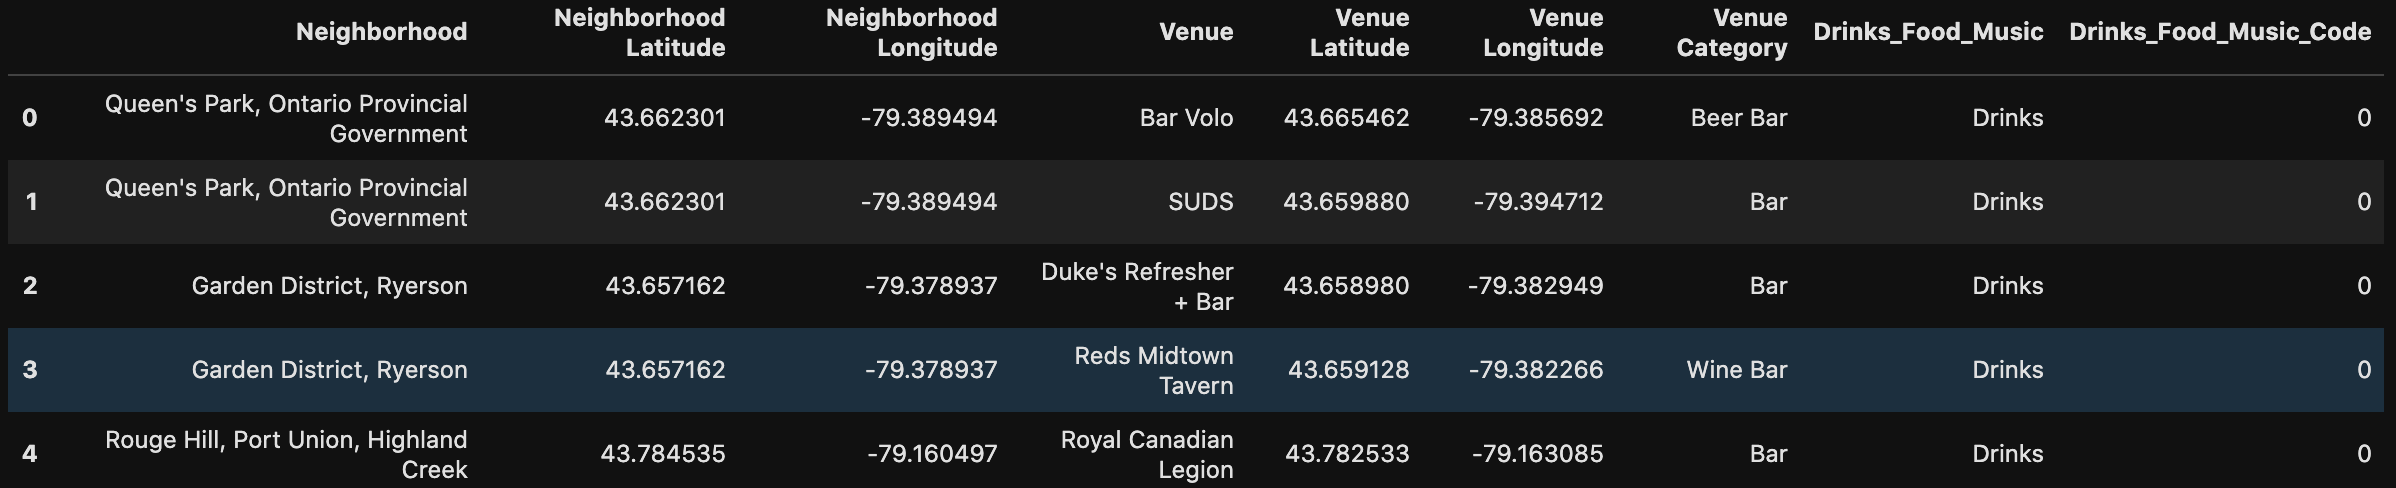 Neighborhood Neighborhood Latitude Neighborhood Longitude Venue Venue Latitude Venue Longitude Venue Category Drinks_Food_Music Drinks_Food_Music_Code
0 Queen's Park, Ontario Provincial Government 43.662301 -79.389494 Bar Volo 43.665462 -79.385692 Beer Bar Drinks 0
1 Queen's Park, Ontario Provincial Government 43.662301 -79.389494 SUDS 43.659880 -79.394712 Bar Drinks 0
2 Garden District, Ryerson 43.657162 -79.378937 Duke's Refresher + Bar 43.658980 -79.382949 Bar Drinks 0
3 Garden District, Ryerson 43.657162 -79.378937 Reds Midtown Tavern 43.659128 -79.382266 Wine Bar Drinks 0
4 Rouge Hill, Port Union, Highland Creek 43.784535 -79.160497 Royal Canadian Legion 43.782533 -79.163085 Bar Drinks 0